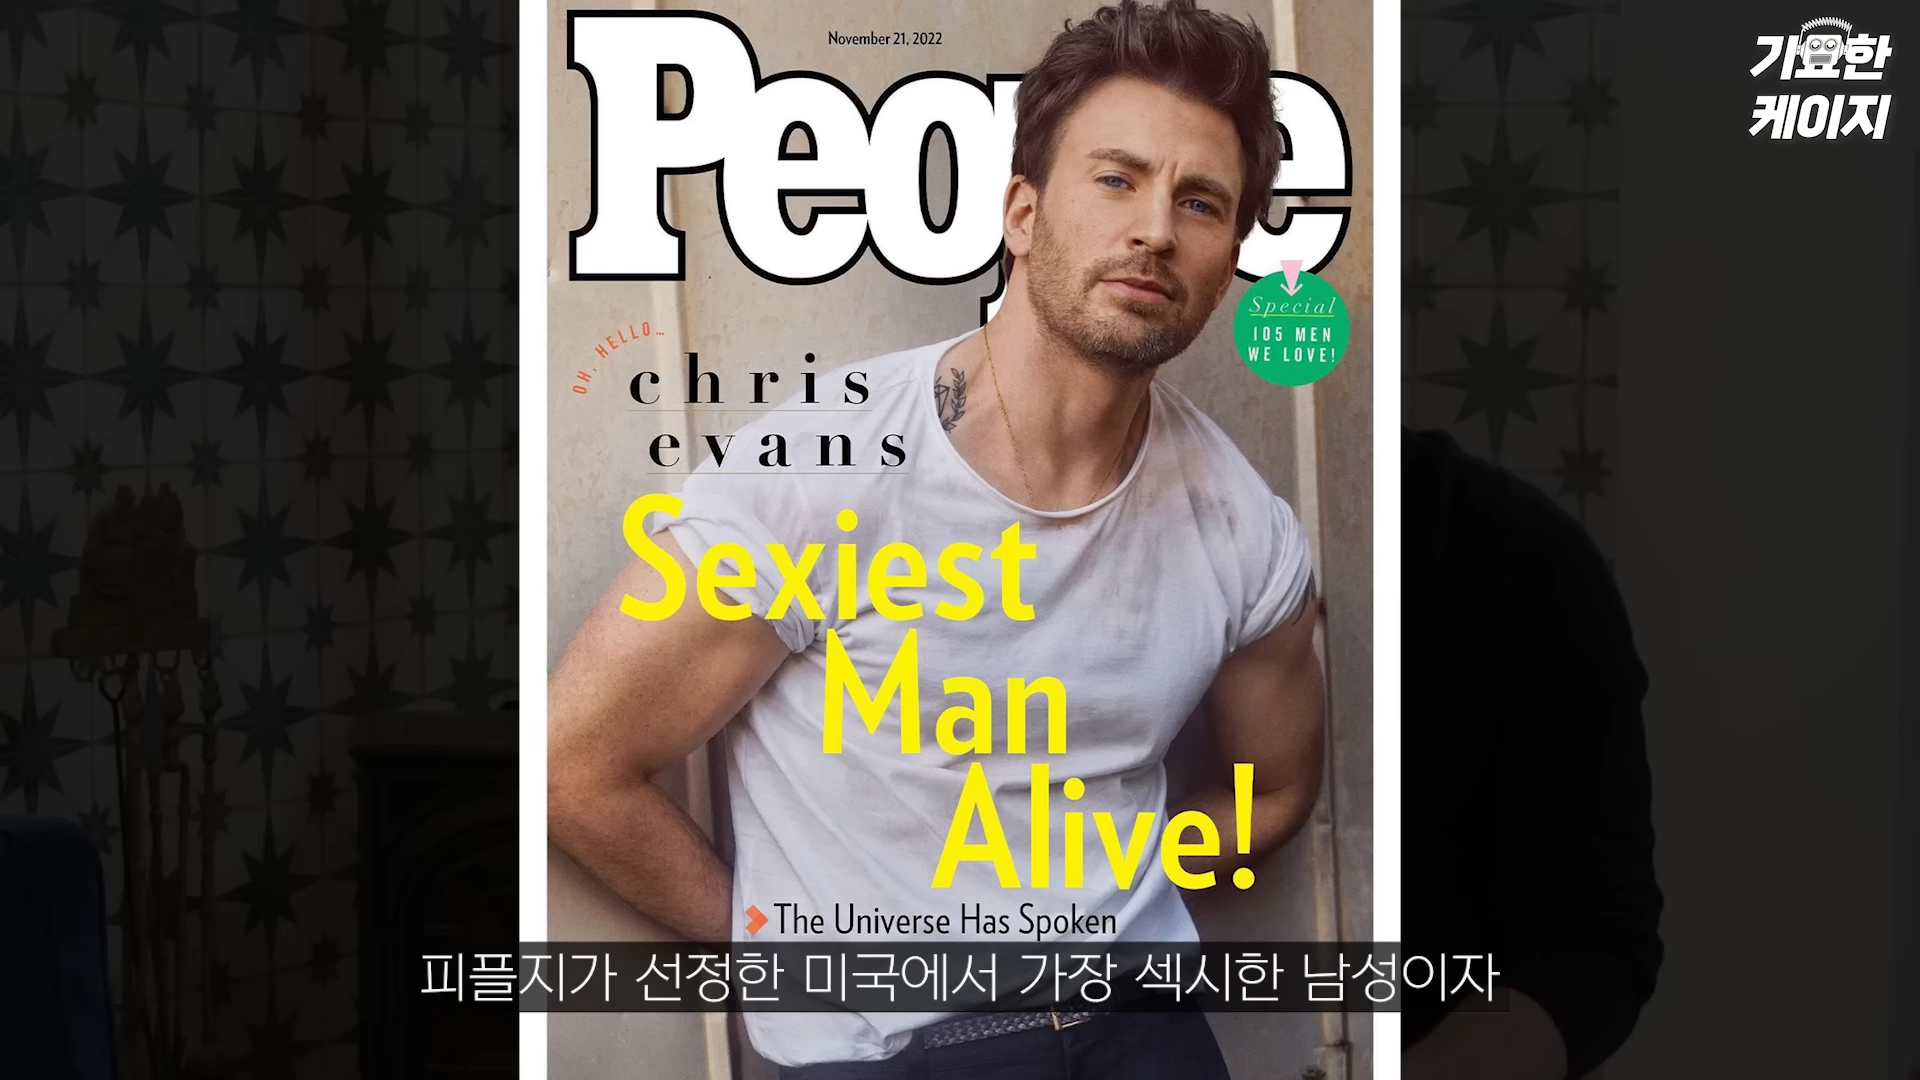 November 21, 2022
People
기묘한
케이지
OH, HELLO...
chris
evans
Special
105 MEN
WE LOVE!
Sexiest
Man
Alive!
The Universe Has Spoken
피플지가 선정한 미국에서 가장 섹시한 남성이자